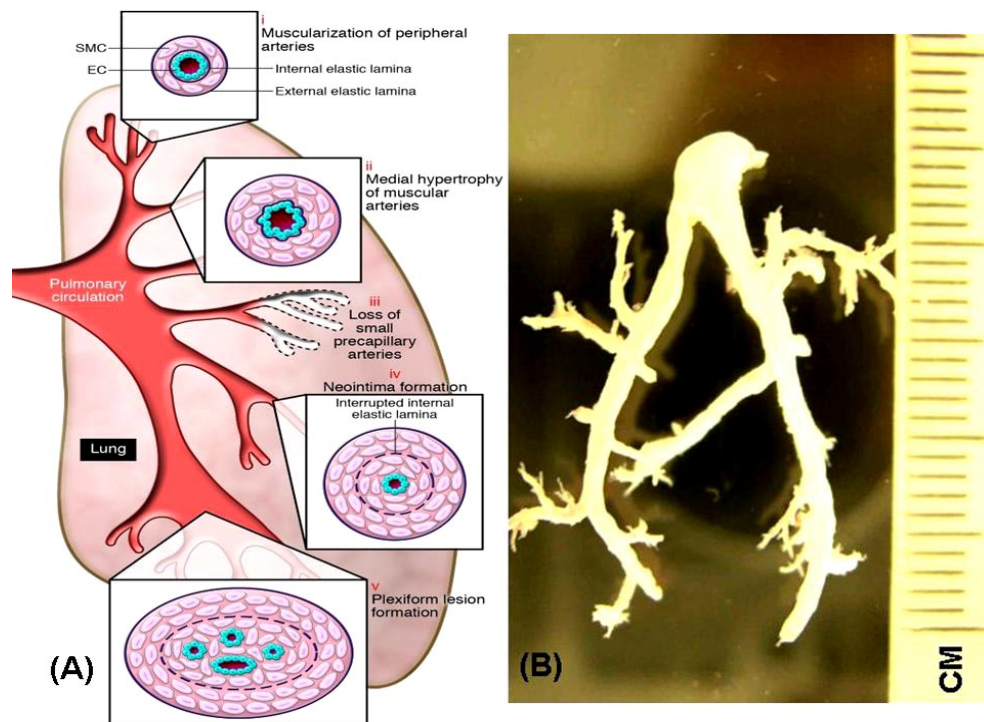 i
Muscularization of peripheral
arteries
SMC
EC
Internal elastic lamina
External elastic lamina
ii
Medial hypertrophy
of muscular
arteries
Pulmonary
circulation
iii
Loss of
small
precapillary
arteries
iv
Neointima formation
Interrupted internal
elastic lamina
Lung
v
Plexiform lesion
formation
(A)
(B)
CM